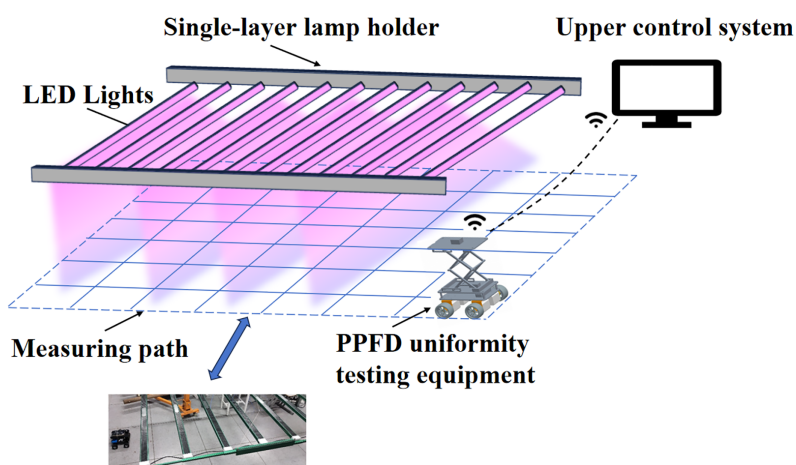 Single-layer lamp holder
Upper control system
LED Lights
Measuring path
PPFD uniformity
testing equipment